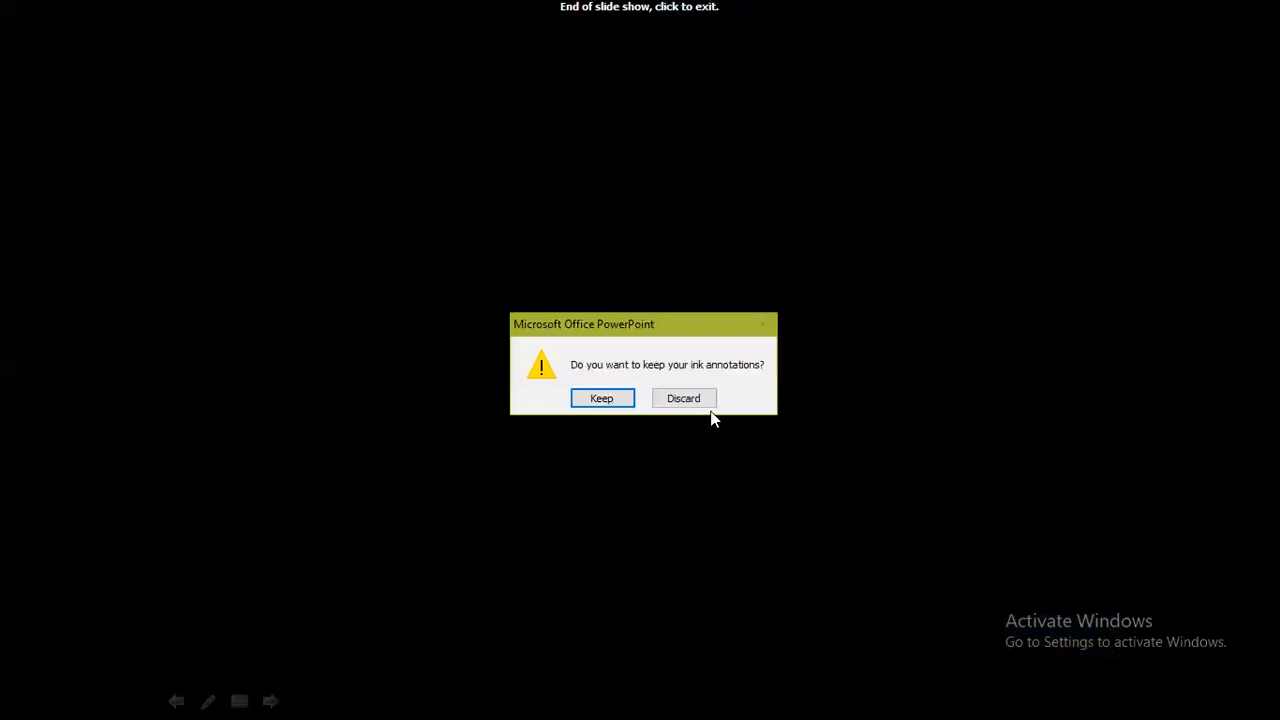 End of slide show, click to exit.
Microsoft Office PowerPoint
Do you want to keep your ink annotations?
Keep
Discard
Activate Windows
Go to Settings to activate Windows.